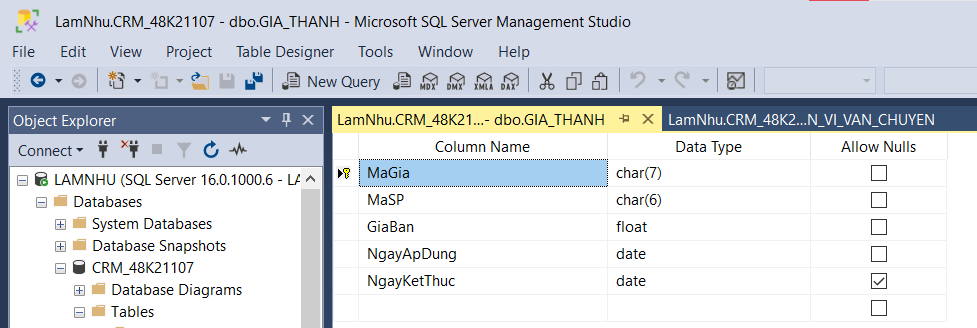 LamNhu.CRM_48K21107 - dbo.GIA_THANH - Microsoft SQL Server Management Studio
File Edit View Project Table Designer Tools Window Help
New Query MDX DMX XMLA DAX
Object Explorer
Connect
LAMNHU (SQL Server 16.0.1000.6 - LA
Databases
System Databases
Database Snapshots
CRM_48K21107
Database Diagrams
Tables
LamNhu.CRM_48K21...- dbo.GIA_THANH LamNhu.CRM_48K2...N_VI_VAN_CHUYEN
Column Name Data Type Allow Nulls
MaGia char(7)
MaSP char(6)
GiaBan float
NgayApDung date
NgayKetThuc date